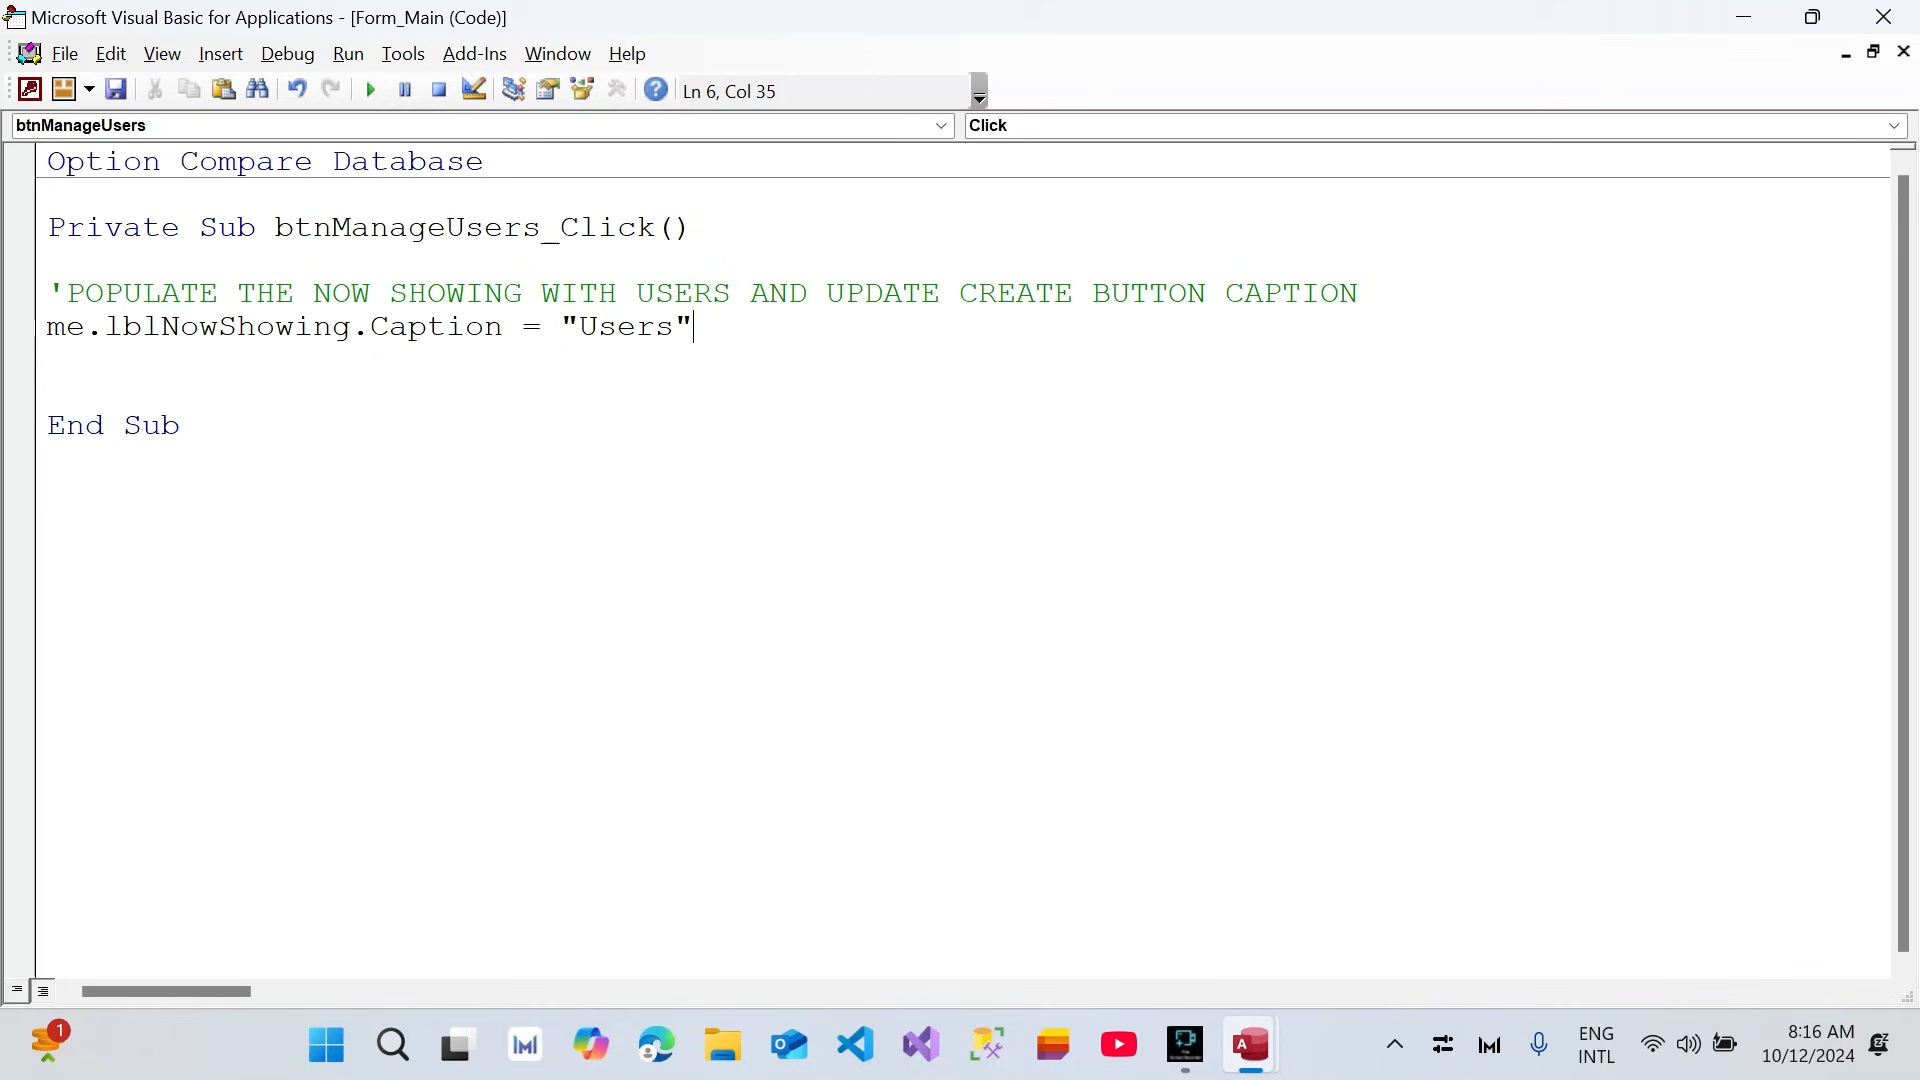 Microsoft Visual Basic for Applications - [Form_Main (Code)]
File Edit View Insert Debug Run Tools Add-Ins Window Help
Ln 6, Col 35
btnManageUsers
Click
Option Compare Database
Private Sub btnManageUsers_Click()
'POPULATE THE NOW SHOWING WITH USERS AND UPDATE CREATE BUTTON CAPTION
me.lblNowShowing.Caption = "Users"
End Sub
1
ENG
INTL
8:16 AM
10/12/2024